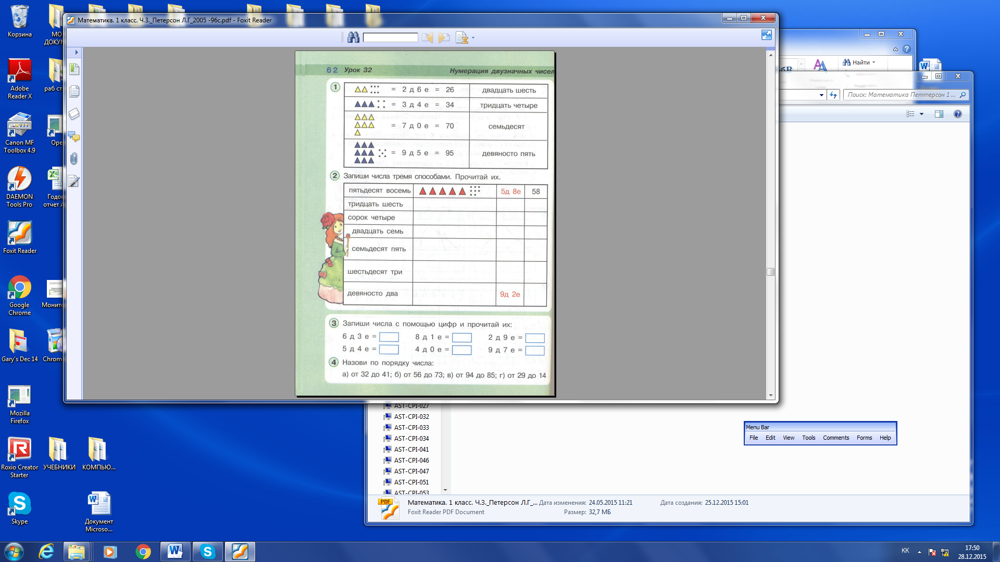 Математика. 1 класс. Ч.3._Петерсон Л.Г_2005 -96с.pdf - Foxit Reader
Корзина
Adobe
Reader X
Canon MF
Toolbox 4.9
DAEMON
Tools Pro
Годов
отчет А
Foxit Reader
Google
Chrome
Монито
Gary's Dec 14
Chrom
Mozilla
Firefox
Roxio Creator
Starter
УЧЕБНИКИ
КОМПЬЮ...
Skype
Документ
Microso...
62 Урок 32
Нумерация двузначных чисел
1
= 2 д 6 е = 26 двадцать шесть
= 3 д 4 е = 34 тридцать четыре
= 7 д 0 е = 70 семьдесят
= 9 д 5 е = 95 девяносто пять
2 Запиши числа тремя способами. Прочитай их.
пятьдесят восемь 5д 8е 58
тридцать шесть
сорок четыре
двадцать семь
семьдесят пять
шестьдесят три
девяносто два 9д 2е
3 Запиши числа с помощью цифр и прочитай их:
6 д 3 е = 8 д 1 е = 2 д 9 е =
5 д 4 е = 4 д 0 е = 9 д 7 е =
4 Назови по порядку числа:
а) от 32 до 41; б) от 56 до 73; в) от 94 до 85; г) от 29 до 14
Найти
Поиск: Математика Петтерсон 1 ...
AST-CPI-027
AST-CPI-032
AST-CPI-033
AST-CPI-034
AST-CPI-041
AST-CPI-046
AST-CPI-047
AST-CPI-051
AST-CPI-053
Menu Bar
File Edit View Tools Comments Forms Help
Математика. 1 класс. Ч.3._Петерсон Л.Г_... Дата изменения: 24.05.2015 11:21 Дата создания: 25.12.2015 15:01
Foxit Reader PDF Document Размер: 32,7 МБ
KK
17:50
28.12.2015